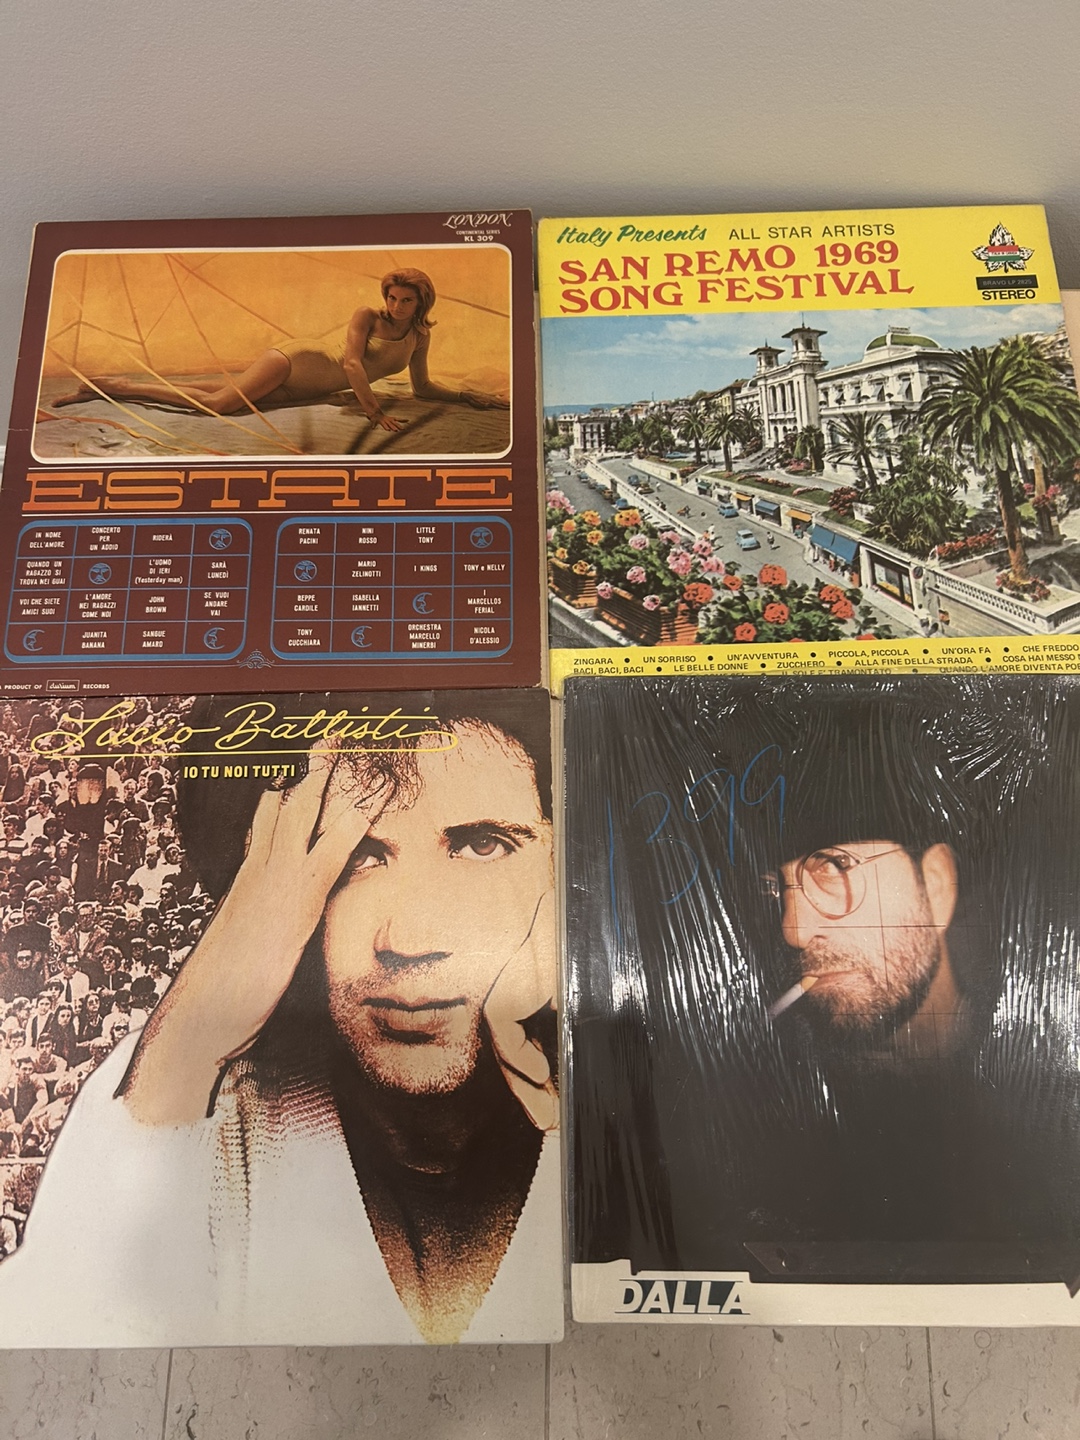 LONDON
CONTINENTAL SERIES
KL 309
ESTATE
IN NOME DELL'AMORE
CONCERTO PER UN ADDIO
RIDERÀ
QUANDO UN RAGAZZO SI TROVA NEI GUAI
L'UOMO DI IERI (Yesterday man)
SARÀ LUNEDÌ
VOI CHE SIETE AMICI SUOI
L'AMORE NEI RAGAZZI COME NOI
JOHN BROWN
SE VUOI ANDARE VAI
JUANITA BANANA
SANGUE AMARO
RENATA PACINI
NINI ROSSO
LITTLE TONY
MARIO ZELINOTTI
I KINGS
TONY e NELLY
BEPPE CARDILE
ISABELLA IANNETTI
I MARCELLOS FERIAL
TONY CUCCHIARA
ORCHESTRA MARCELLO MINERBI
NICOLA D'ALESSIO
PRODUCT OF durium RECORDS
Italy Presents ALL STAR ARTISTS
SAN REMO 1969
SONG FESTIVAL
BRAVO LP
STEREO
ZINGARA • UN SORRISO • UN'AVVENTURA • PICCOLA, PICCOLA • UN'ORA FA • CHE FREDDO
BACI, BACI, BACI • LE BELLE DONNE • ZUCCHERO • ALLA FINE DELLA STRADA • COSA HAI MESSO
IL SOLE E' TRAMONTATO • QUANDO L'AMORE DIVENTA
Lucio Battisti
IO TU NOI TUTTI
13,99
DALLA